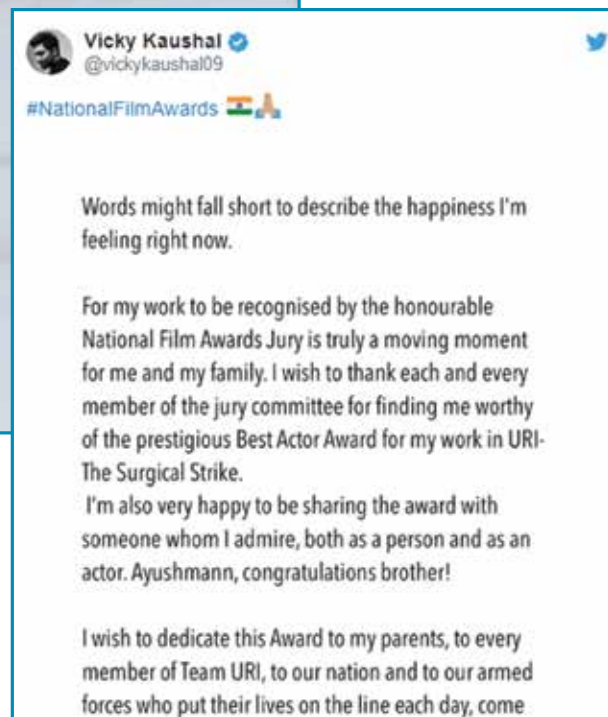 Vicky Kaushal
@vickykaushal09
#NationalFilmAwards
Words might fall short to describe the happiness I'm
feeling right now.
For my work to be recognised by the honourable
National Film Awards Jury is truly a moving moment
for me and my family. I wish to thank each and every
member of the jury committee for finding me worthy
of the prestigious Best Actor Award for my work in URI-
The Surgical Strike.
I'm also very happy to be sharing the award with
someone whom I admire, both as a person and as an
actor. Ayushmann, congratulations brother!
I wish to dedicate this Award to my parents, to every
member of Team URI, to our nation and to our armed
forces who put their lives on the line each day, come